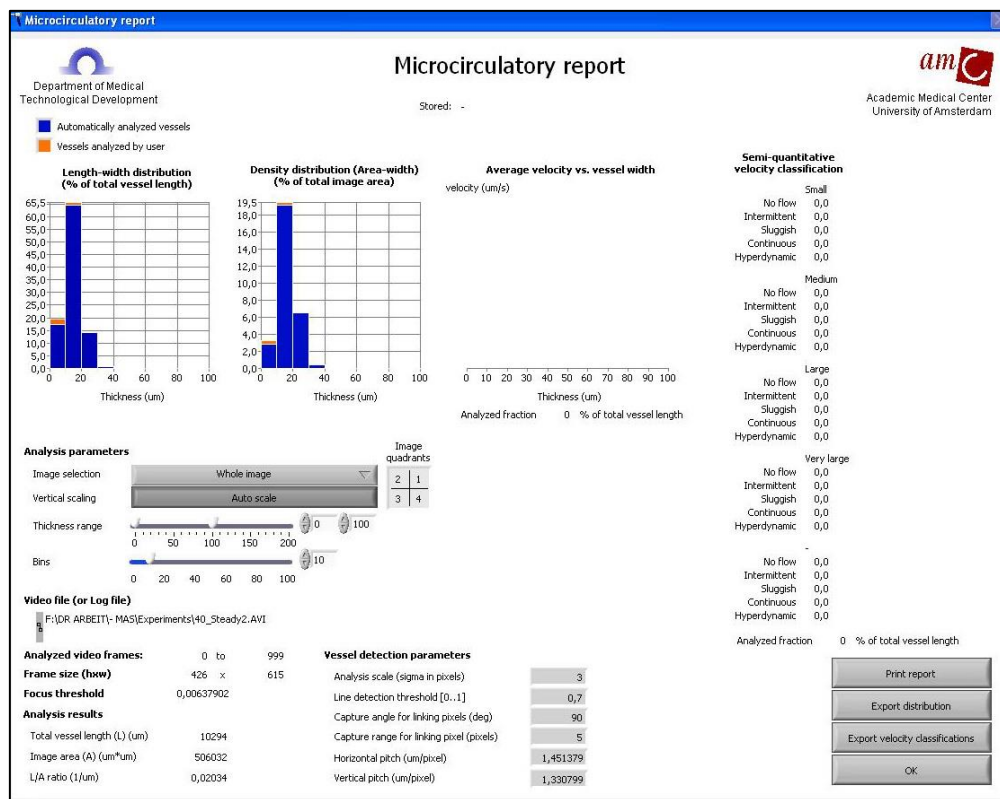 Microcirculatory report
Department of Medical
Technological Development
Microcirculatory report
Stored: -
amC
Academic Medical Center
University of Amsterdam
Automatically analyzed vessels
Vessels analyzed by user
Length-width distribution
(% of total vessel length)
65,5
60,0
55,0
50,0
45,0
40,0
35,0
30,0
25,0
20,0
15,0
10,0
5,0
0,0
0 20 40 60 80 100
Thickness (um)
Density distribution (Area-width)
(% of total image area)
19,5
18,0
16,0
14,0
12,0
10,0
8,0
6,0
4,0
2,0
0,0
0 20 40 60 80 100
Thickness (um)
Average velocity vs. vessel width
velocity (um/s)
0 10 20 30 40 50 60 70 80 90 100
Thickness (um)
Analyzed fraction 0 % of total vessel length
Semi-quantitative
velocity classification
Small
No flow 0,0
Intermittent 0,0
Sluggish 0,0
Continuous 0,0
Hyperdynamic 0,0
Medium
No flow 0,0
Intermittent 0,0
Sluggish 0,0
Continuous 0,0
Hyperdynamic 0,0
Large
No flow 0,0
Intermittent 0,0
Sluggish 0,0
Continuous 0,0
Hyperdynamic 0,0
Very large
No flow 0,0
Intermittent 0,0
Sluggish 0,0
Continuous 0,0
Hyperdynamic 0,0
-
No flow 0,0
Intermittent 0,0
Sluggish 0,0
Continuous 0,0
Hyperdynamic 0,0
Analyzed fraction 0 % of total vessel length
Analysis parameters
Image selection Whole image
Vertical scaling Auto scale
Image
quadrants
2 1
3 4
Thickness range 0 100
0 50 100 150 200
Bins 10
0 20 40 60 80 100
Video file (or Log file)
F:\DR ARBEIT\- MAS\Experiments\40_Steady2.AVI
Analyzed video frames: 0 to 999
Frame size (hxw) 426 x 615
Focus threshold 0,00637902
Analysis results
Total vessel length (L) (um) 10294
Image area (A) (um*um) 506032
L/A ratio (1/um) 0,02034
Vessel detection parameters
Analysis scale (sigma in pixels) 3
Line detection threshold [0..1] 0,7
Capture angle for linking pixels (deg) 90
Capture range for linking pixel (pixels) 5
Horizontal pitch (um/pixel) 1,451379
Vertical pitch (um/pixel) 1,330799
Print report
Export distribution
Export velocity classifications
OK